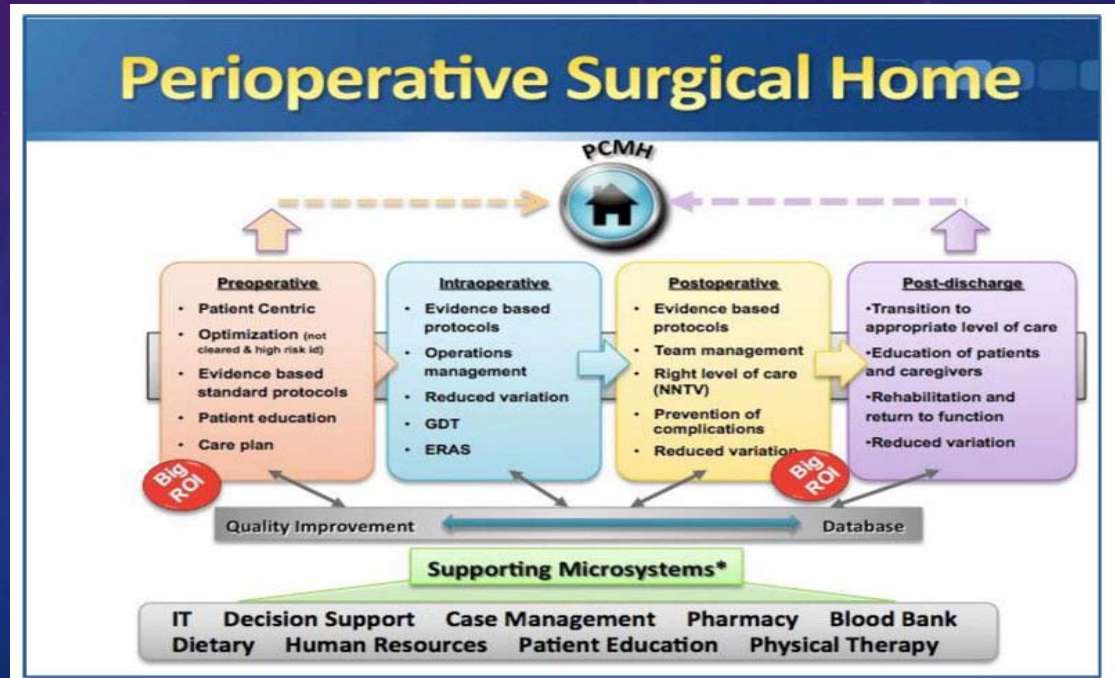 Perioperative Surgical Home
PCMH
Preoperative
• Patient Centric
• Optimization (not
cleared & high risk id)
• Evidence based
standard protocols
• Patient education
• Care plan
Big
ROI
Intraoperative
• Evidence based
protocols
• Operations
management
• Reduced variation
• GDT
• ERAS
Postoperative
• Evidence based
protocols
• Team management
• Right level of care
(NNTV)
• Prevention of
complications
• Reduced variation
Big
ROI
Post-discharge
•Transition to
appropriate level of care
•Education of patients
and caregivers
•Rehabilitation and
return to function
•Reduced variation
Quality Improvement
Database
Supporting Microsystems*
IT Decision Support Case Management Pharmacy Blood Bank
Dietary Human Resources Patient Education Physical Therapy